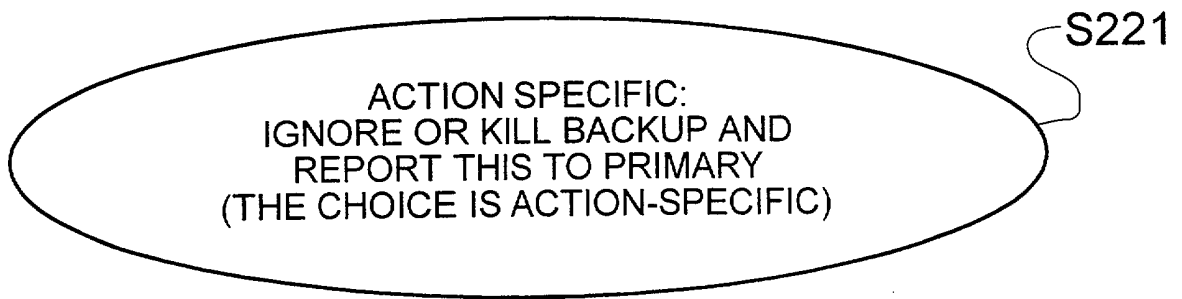 S221
ACTION SPECIFIC:
IGNORE OR KILL BACKUP AND
REPORT THIS TO PRIMARY
(THE CHOICE IS ACTION-SPECIFIC)